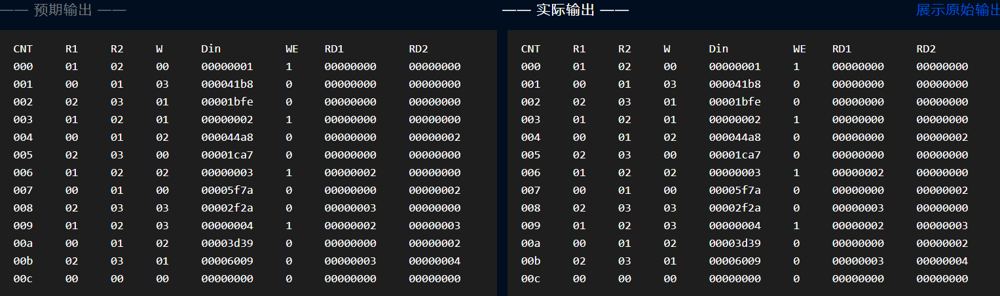 —— 预期输出 ——
CNT R1 R2 W Din WE RD1 RD2
000 01 02 00 00000001 1 00000000 00000000
001 00 01 03 000041b8 0 00000000 00000000
002 02 03 01 00001bfe 0 00000000 00000000
003 01 02 01 00000002 1 00000000 00000000
004 00 01 02 000044a8 0 00000000 00000002
005 02 03 00 00001ca7 0 00000000 00000000
006 01 02 02 00000003 1 00000002 00000000
007 00 01 00 00005f7a 0 00000000 00000002
008 02 03 03 00002f2a 0 00000003 00000000
009 01 02 03 00000004 1 00000002 00000003
00a 00 01 02 00003d39 0 00000000 00000002
00b 02 03 01 00006009 0 00000003 00000004
00c 00 00 00 00000000 0 00000000 00000000
—— 实际输出 ——
展示原始输出
CNT R1 R2 W Din WE RD1 RD2
000 01 02 00 00000001 1 00000000 00000000
001 00 01 03 000041b8 0 00000000 00000000
002 02 03 01 00001bfe 0 00000000 00000000
003 01 02 01 00000002 1 00000000 00000000
004 00 01 02 000044a8 0 00000000 00000002
005 02 03 00 00001ca7 0 00000000 00000000
006 01 02 02 00000003 1 00000002 00000000
007 00 01 00 00005f7a 0 00000000 00000002
008 02 03 03 00002f2a 0 00000003 00000000
009 01 02 03 00000004 1 00000002 00000003
00a 00 01 02 00003d39 0 00000000 00000002
00b 02 03 01 00006009 0 00000003 00000004
00c 00 00 00 00000000 0 00000000 00000000